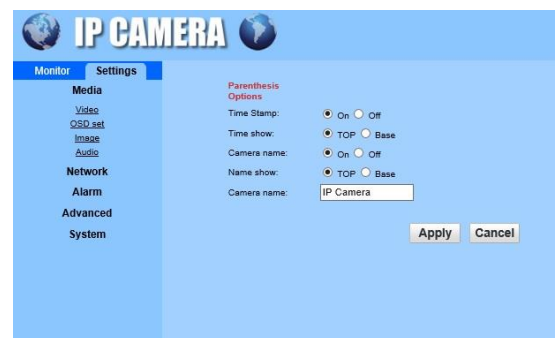 IP CAMERA
Monitor Settings
Media
Video
OSD set
Image
Audio
Network
Alarm
Advanced
System
Parenthesis
Options
Time Stamp: On Off
Time show: TOP Base
Camera name: On Off
Name show: TOP Base
Camera name: IP Camera
Apply Cancel